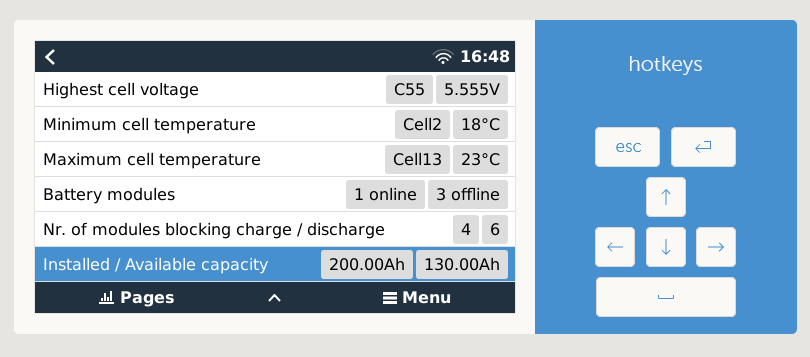 16:48
hotkeys
Highest cell voltage C55 5.555V
Minimum cell temperature Cell2 18°C
Maximum cell temperature Cell13 23°C
Battery modules 1 online 3 offline
Nr. of modules blocking charge / discharge 4 6
Installed / Available capacity 200.00Ah 130.00Ah
Pages Menu
esc